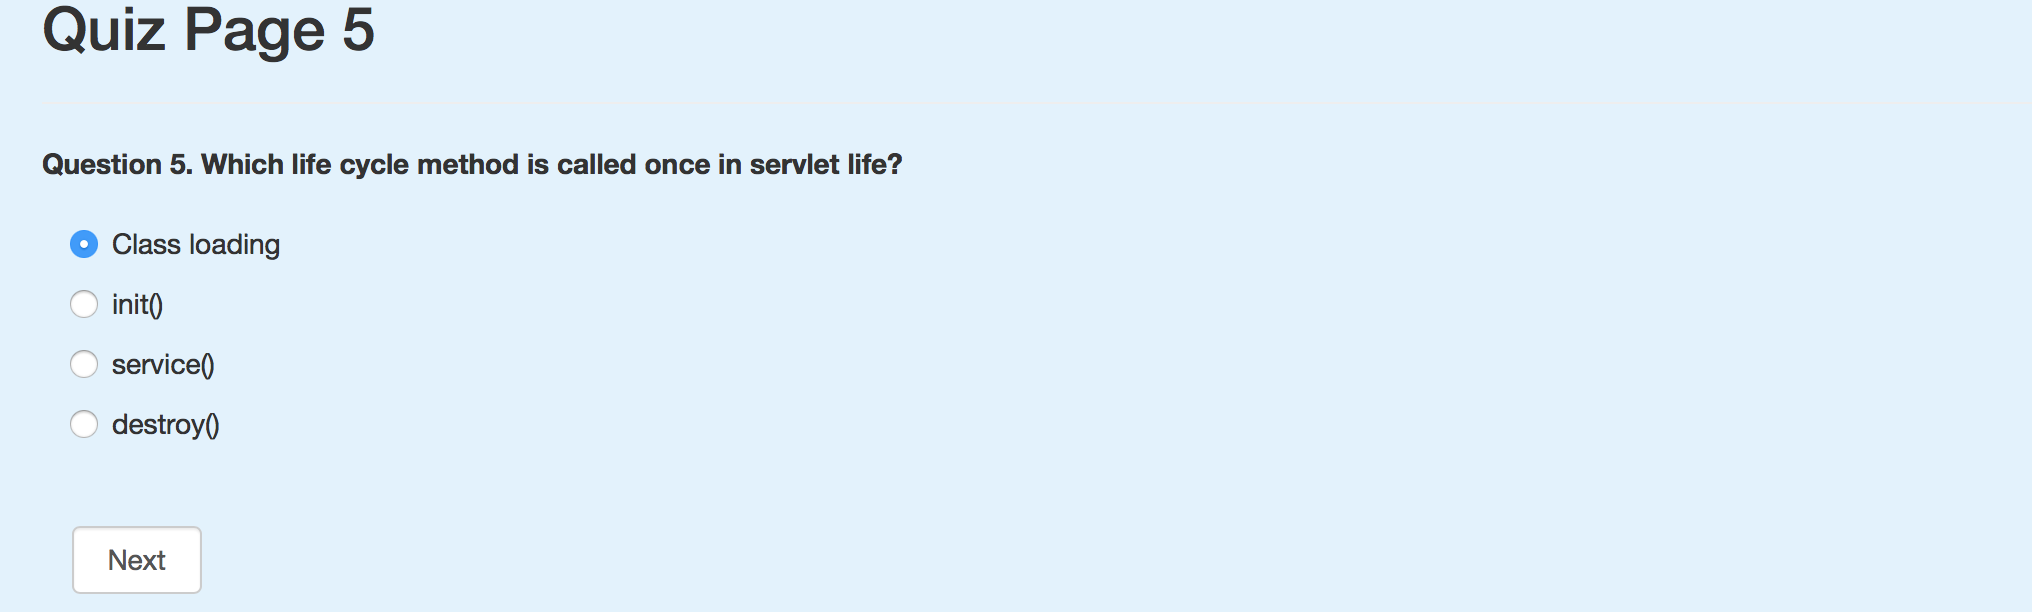 Quiz Page 5
Question 5. Which life cycle method is called once in servlet life?
Class loading
init()
service()
destroy()
Next